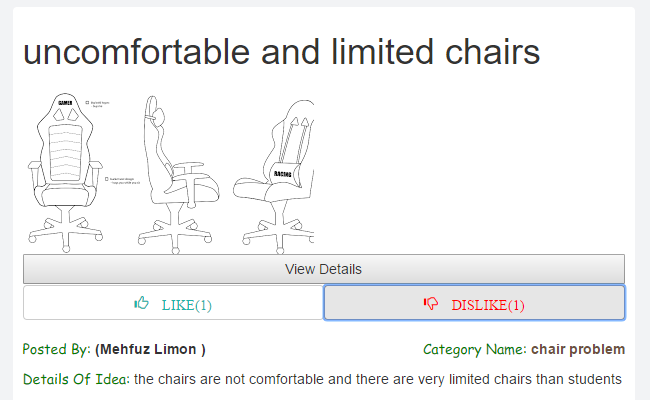 uncomfortable and limited chairs
GAMER
RACING
View Details
LIKE(1) DISLIKE(1)
Posted By: (Mehfuz Limon ) Category Name: chair problem
Details Of Idea: the chairs are not comfortable and there are very limited chairs than students